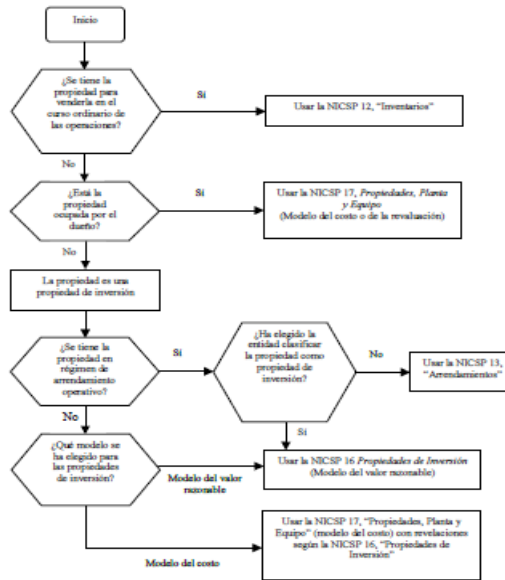 Inicio
¿Se tiene la
propiedad para
venderla en el
curso ordinario de
las operaciones?
Sí
Usar la NICSP 12, “Inventarios”
No
¿Está la
propiedad
ocupada por el
dueño?
Sí
Usar la NICSP 17, Propiedades, Planta
y Equipo
(Modelo del costo o de la revaluación)
No
La propiedad es una
propiedad de inversión
¿Se tiene la
propiedad en
régimen de
arrendamiento
operativo?
Sí
¿Ha elegido la
entidad clasificar
la propiedad como
propiedad de
inversión?
No
Usar la NICSP 13,
“Arrendamientos”
No
Sí
¿Qué modelo se
ha elegido para
las propiedades
de inversión?
Modelo del valor
razonable
Usar la NICSP 16 Propiedades de Inversión
(Modelo del valor razonable)
Usar la NICSP 17, “Propiedades, Planta y
Equipo” (modelo del costo) con revelaciones
según la NICSP 16, “Propiedades de
Inversión”
Modelo del costo